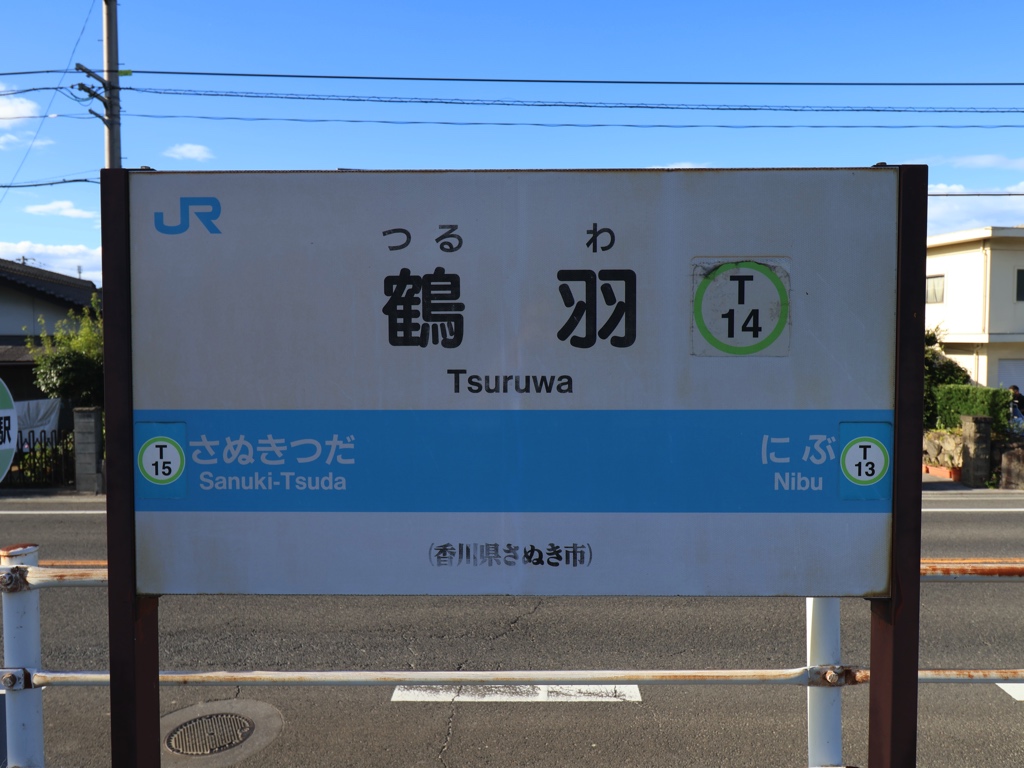 JR
つるわ
鶴羽
T
14
Tsuruwa
T
15
さぬきつだ
Sanuki-Tsuda
にぶ
Nibu
T
13
(香川県さぬき市)
駅